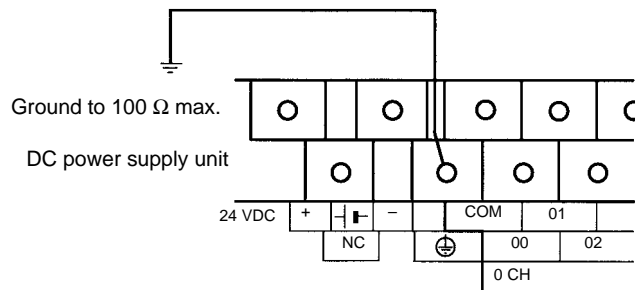 Ground to 100 Ω max.
DC power supply unit
24 VDC + − COM 01
NC 00 02
0 CH